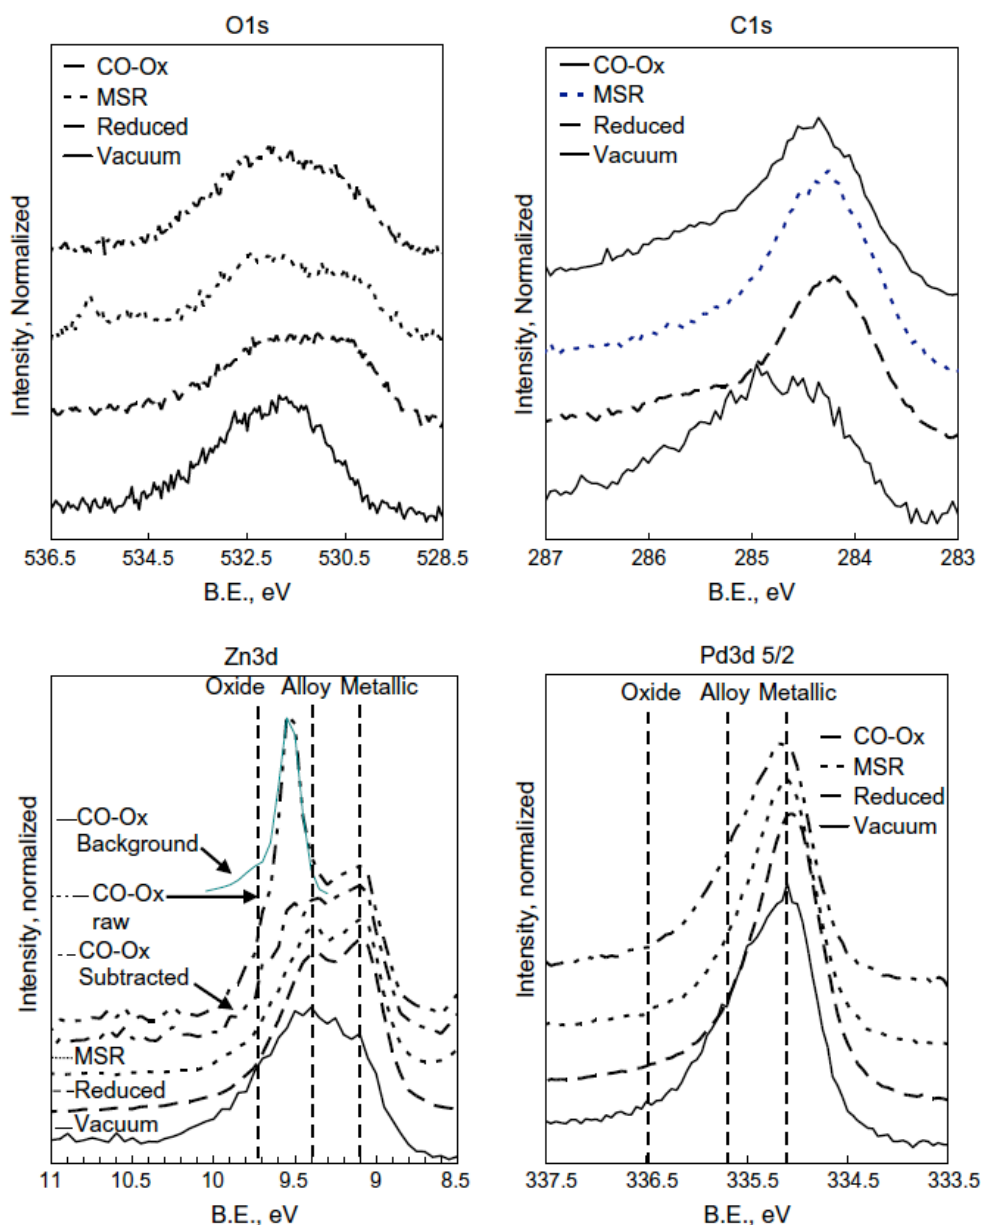 O1s
CO-Ox
MSR
Reduced
Vacuum
Intensity, Normalized
536.5 534.5 532.5 530.5 528.5
B.E., eV
C1s
CO-Ox
MSR
Reduced
Vacuum
Intensity, Normalized
287 286 285 284 283
B.E., eV
Zn3d
Oxide Alloy Metallic
CO-Ox
Background
CO-Ox
raw
CO-Ox
Subtracted
MSR
Reduced
Vacuum
Intensity, normalized
11 10.5 10 9.5 9 8.5
B.E., eV
Pd3d 5/2
Oxide Alloy Metallic
CO-Ox
MSR
Reduced
Vacuum
Intensity, normalized
337.5 336.5 335.5 334.5 333.5
B.E., eV